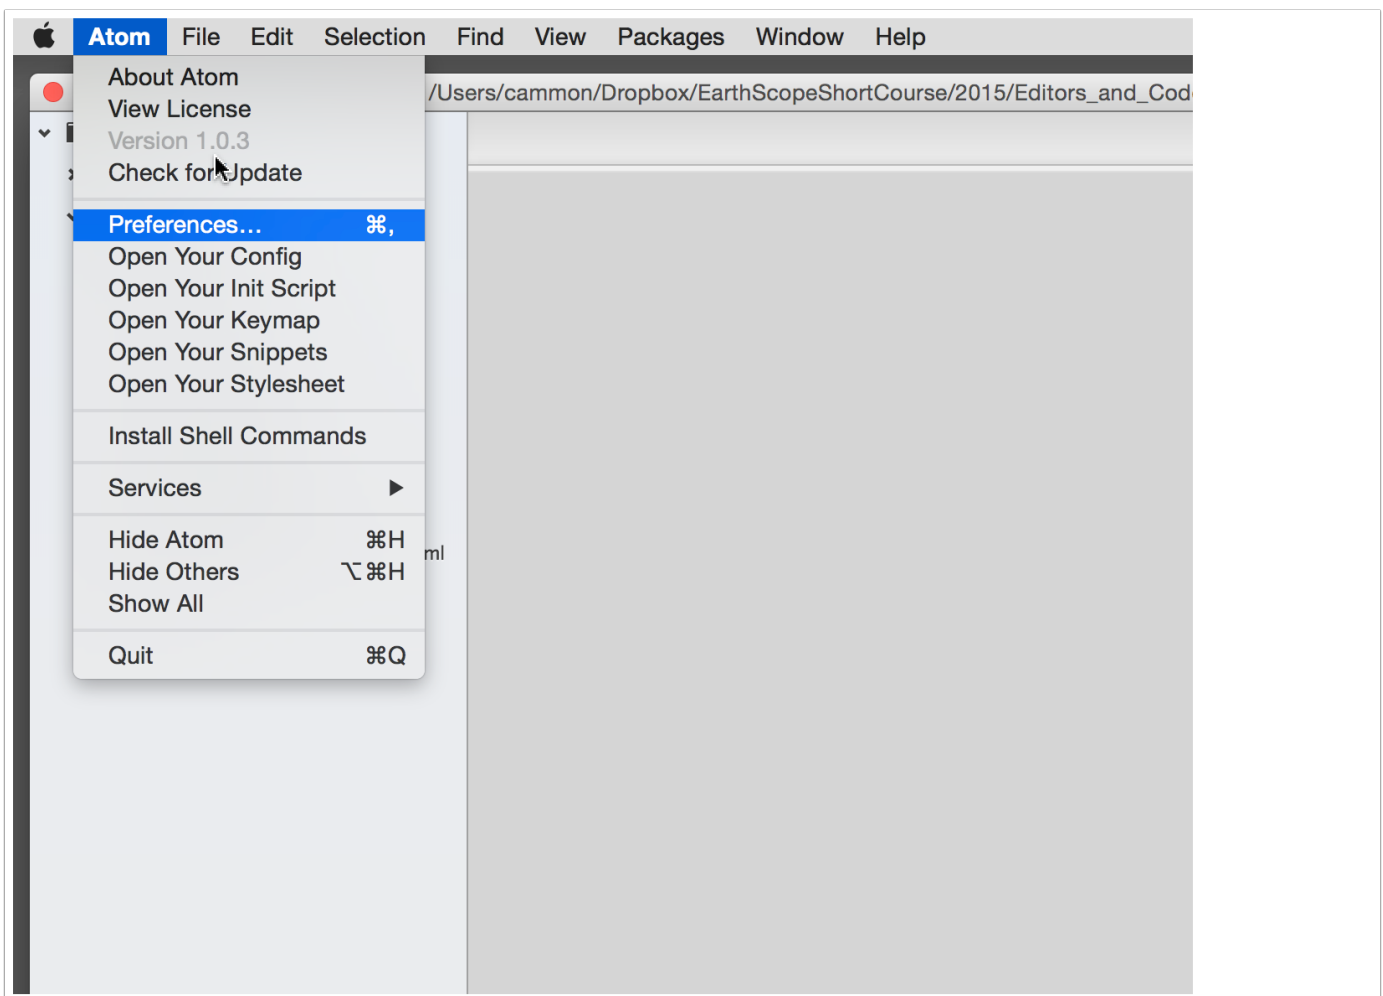 Atom File Edit Selection Find View Packages Window Help
About Atom
/Users/cammon/Dropbox/EarthScopeShortCourse/2015/Editors_and_Cod
View License
Version 1.0.3
Check for Update
Preferences... ⌘,
Open Your Config
Open Your Init Script
Open Your Keymap
Open Your Snippets
Open Your Stylesheet
Install Shell Commands
Services ▶
Hide Atom ⌘H
ml
Hide Others ⌥⌘H
Show All
Quit ⌘Q